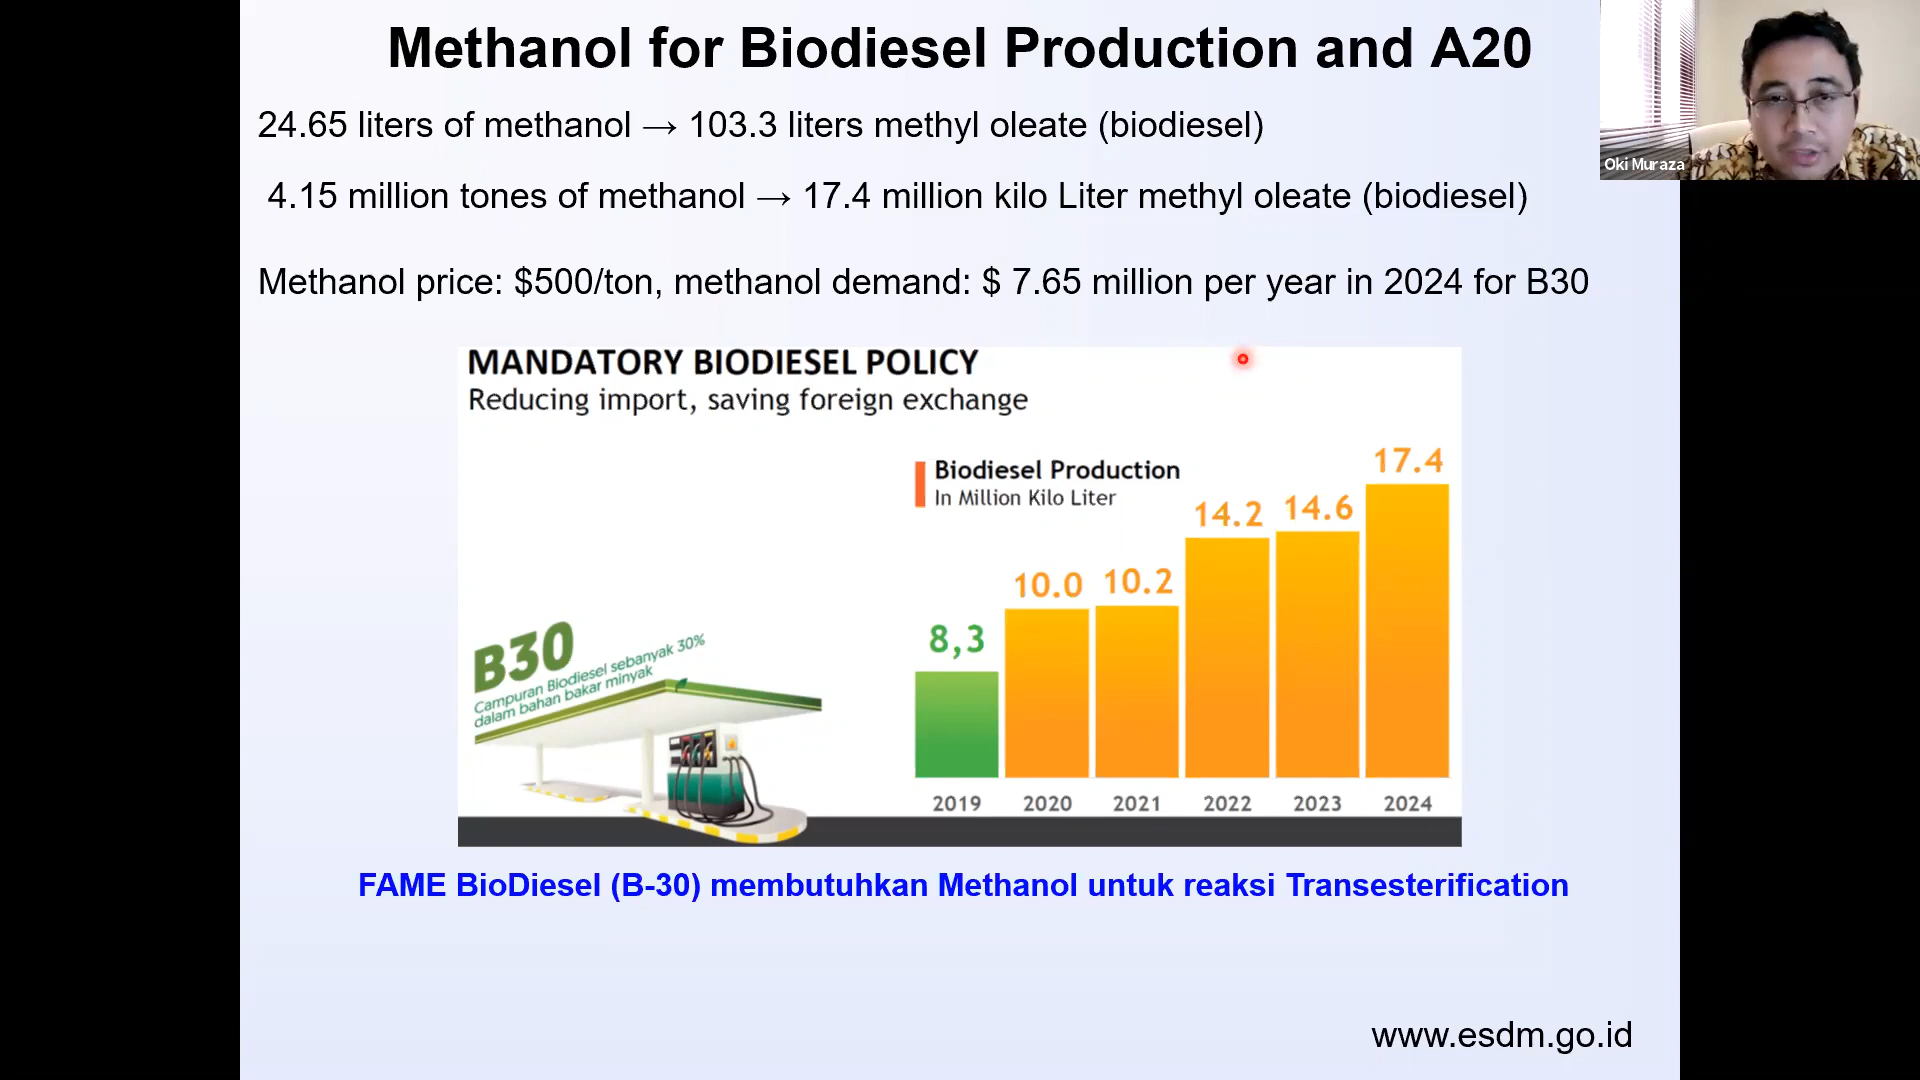 Methanol for Biodiesel Production and A20
Oki Muraza
24.65 liters of methanol → 103.3 liters methyl oleate (biodiesel)
4.15 million tones of methanol → 17.4 million kilo Liter methyl oleate (biodiesel)
Methanol price: $500/ton, methanol demand: $ 7.65 million per year in 2024 for B30
MANDATORY BIODIESEL POLICY
Reducing import, saving foreign exchange
Biodiesel Production
In Million Kilo Liter
8,3 10.0 10.2 14.2 14.6 17.4
2019 2020 2021 2022 2023 2024
B30
Campuran Biodiesel sebanyak 30%
dalam bahan bakar minyak
FAME BioDiesel (B-30) membutuhkan Methanol untuk reaksi Transesterification
www.esdm.go.id